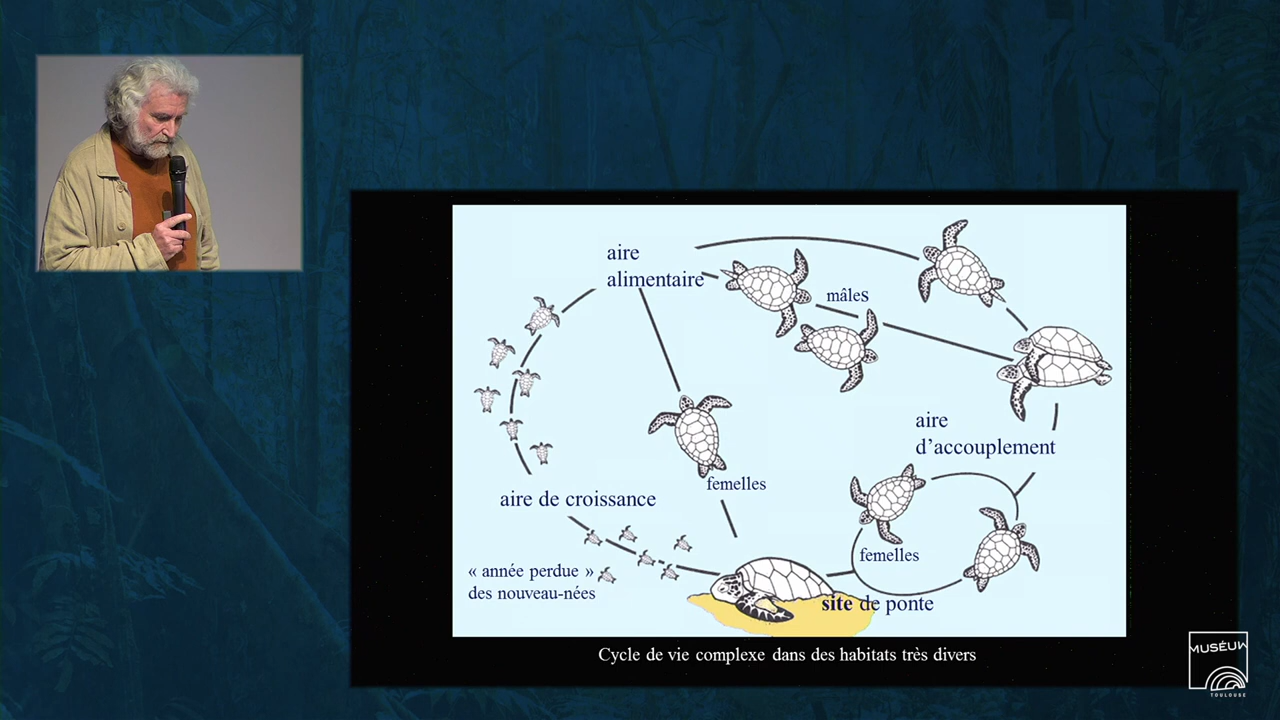 aire
alimentaire
mâles
aire
d’accouplement
femelles
aire de croissance
femelles
« année perdue »
des nouveau-nées
site de ponte
Cycle de vie complexe dans des habitats très divers
MUSÉUM
TOULOUSE